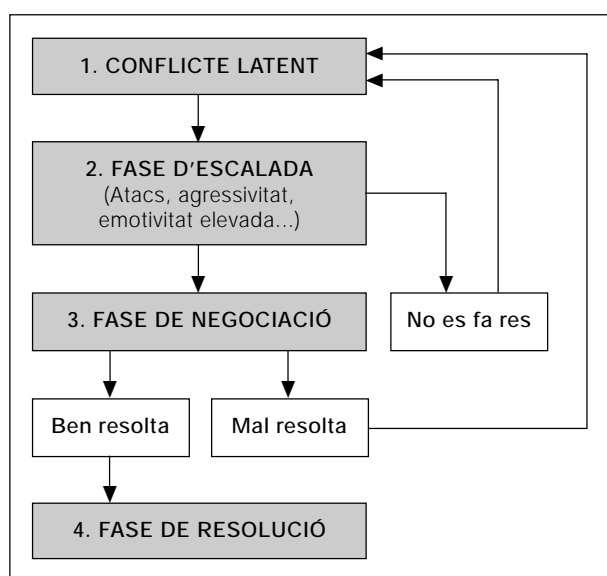 1. CONFLICTE LATENT
2. FASE D'ESCALADA
(Atacs, agressivitat,
emotivitat elevada...)
3. FASE DE NEGOCIACIÓ
No es fa res
Ben resolta
Mal resolta
4. FASE DE RESOLUCIÓ